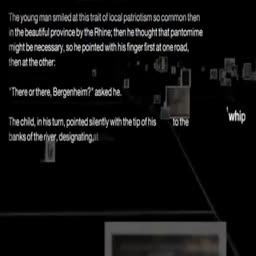 The young man smiled at this trait of local patriotism so common then
in the beautiful province by the Rhine; then he thought that pantomime
might be necessary, so he pointed with his finger first at one road,
then at the other:
"There or there, Bergenheim?" asked he.
The child, in his turn, pointed silently with the tip of his to the
whip
banks of the river, designating,at